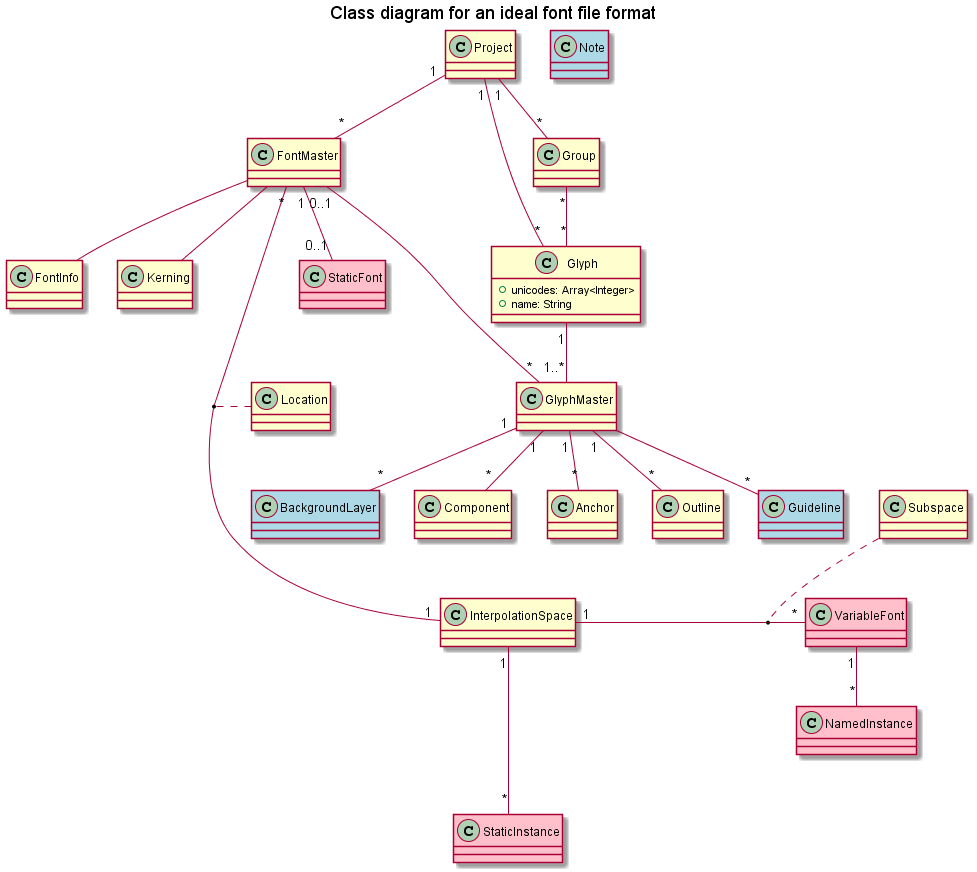 Class diagram for an ideal font file format
C Project
C Note
1
1
1
*
*
C FontMaster
C Group
*
1
0..1
*
0..1
*
*
C FontInfo
C Kerning
C StaticFont
C Glyph
unicodes: Array<Integer>
name: String
1
*
1..*
C Location
C GlyphMaster
1
1
1
1
*
*
*
*
*
C BackgroundLayer
C Component
C Anchor
C Outline
C Guideline
C Subspace
1
C InterpolationSpace
1
*
C VariableFont
1
1
*
C NamedInstance
*
C StaticInstance